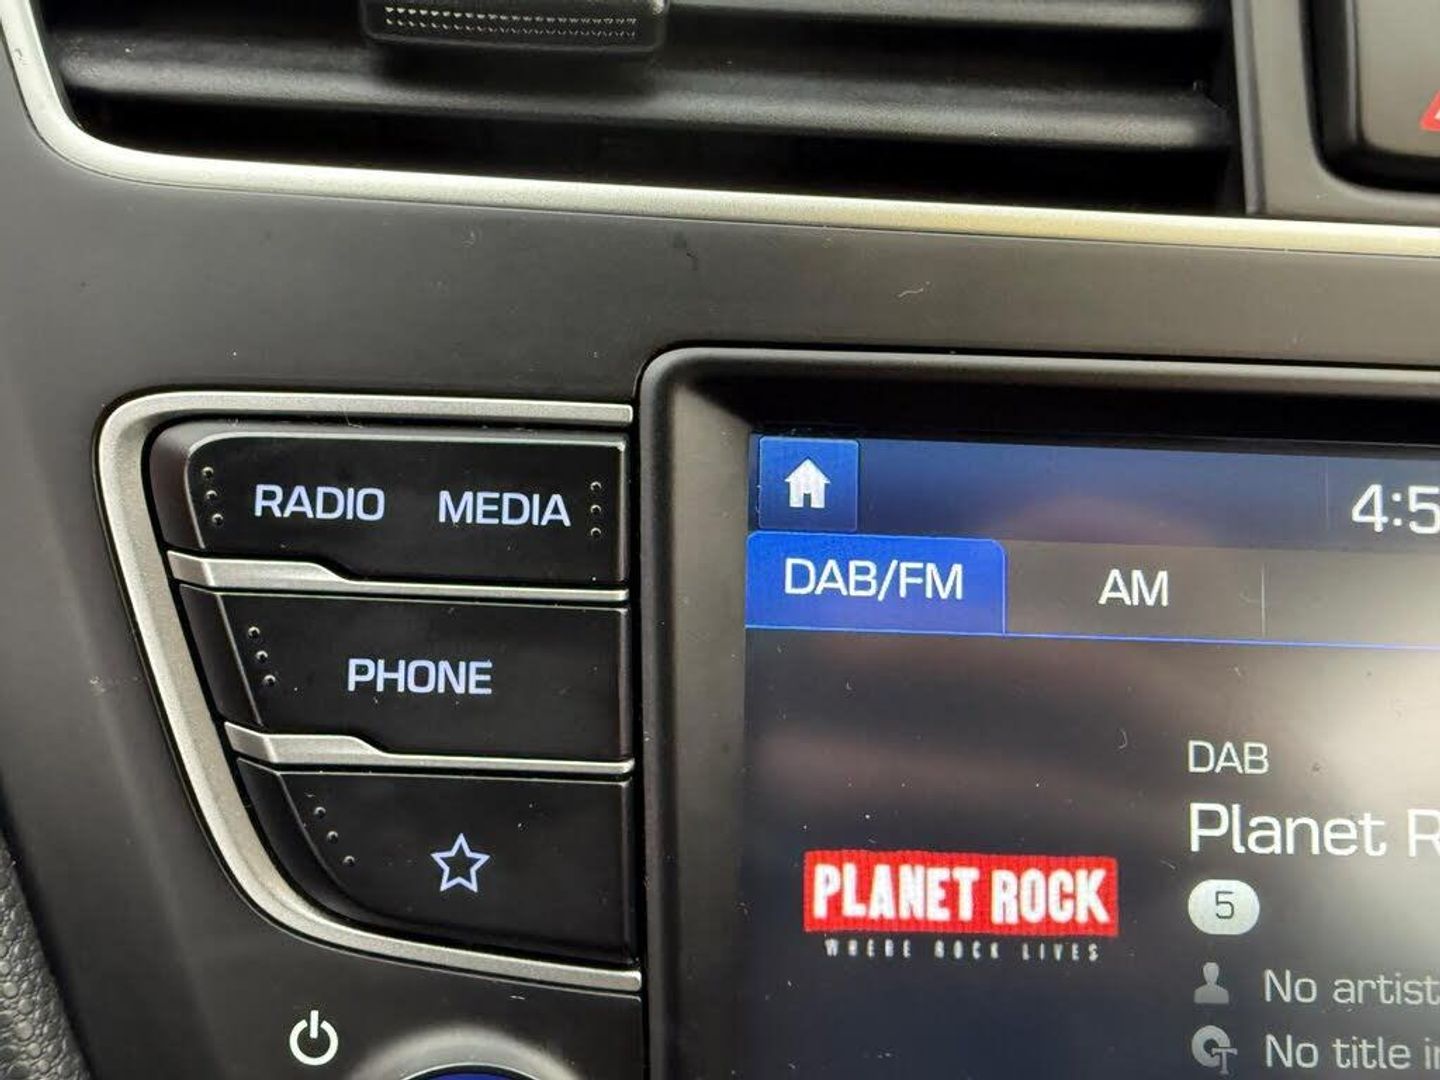 RADIO MEDIA
PHONE
4:5
DAB/FM AM
DAB
Planet R
5
PLANET ROCK
WHERE ROCK LIVES
No artist
No title i